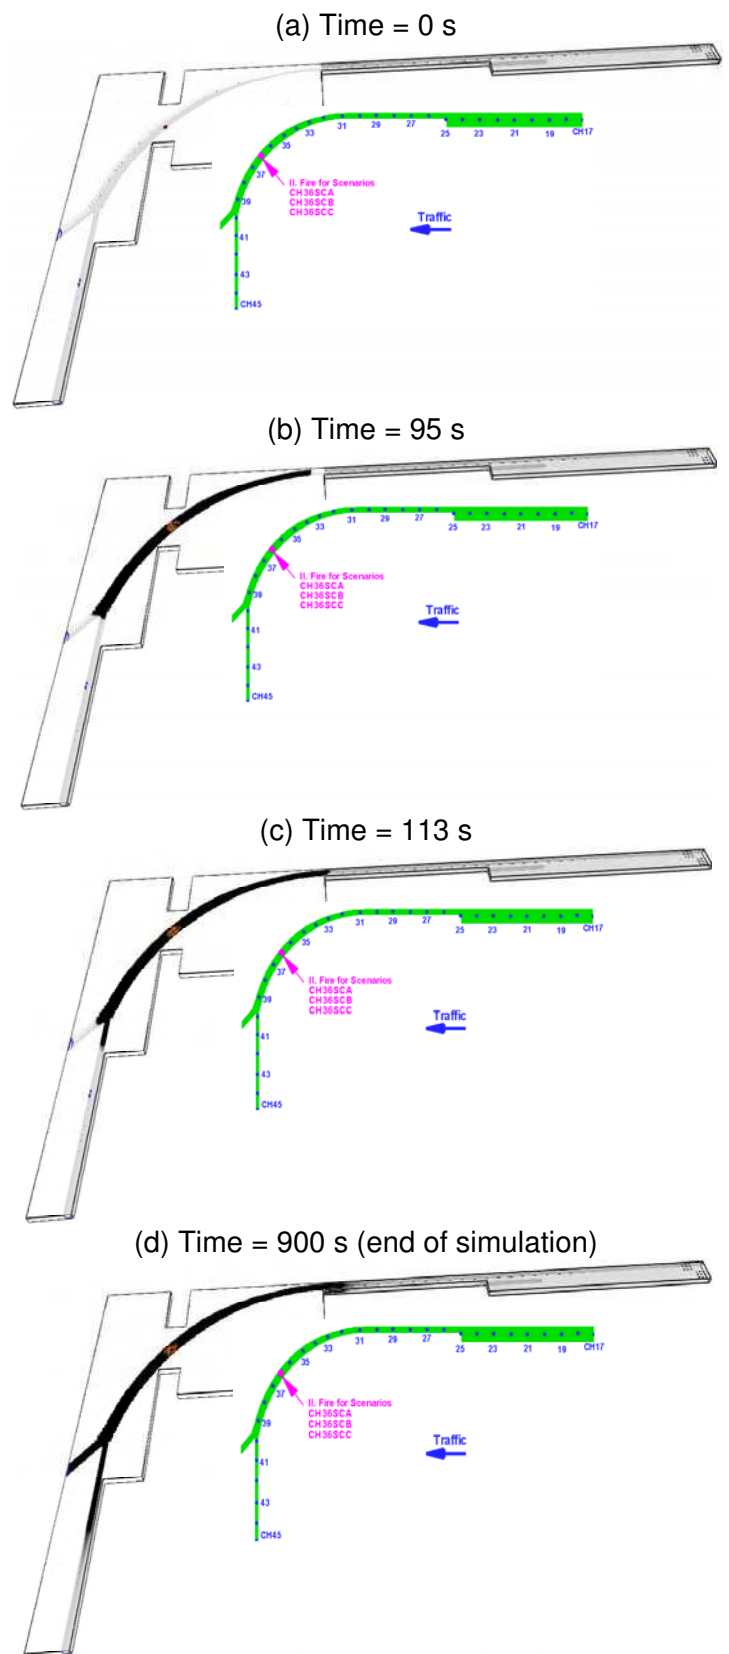 (a) Time = 0 s
31 29 27 25 23 21 19 CH17
33
35
37
II. Fire for Scenarios
CH36SCA
CH36SCB
CH36SCC
39
Traffic
41
43
CH45
(b) Time = 95 s
31 29 27 25 23 21 19 CH17
33
35
37
II. Fire for Scenarios
CH36SCA
CH36SCB
CH36SCC
39
Traffic
41
43
CH45
(c) Time = 113 s
31 29 27 25 23 21 19 CH17
33
35
37
II. Fire for Scenarios
CH36SCA
CH36SCB
CH36SCC
39
Traffic
41
43
CH45
(d) Time = 900 s (end of simulation)
31 29 27 25 23 21 19 CH17
33
35
37
II. Fire for Scenarios
CH36SCA
CH36SCB
CH36SCC
39
Traffic
41
43
CH45